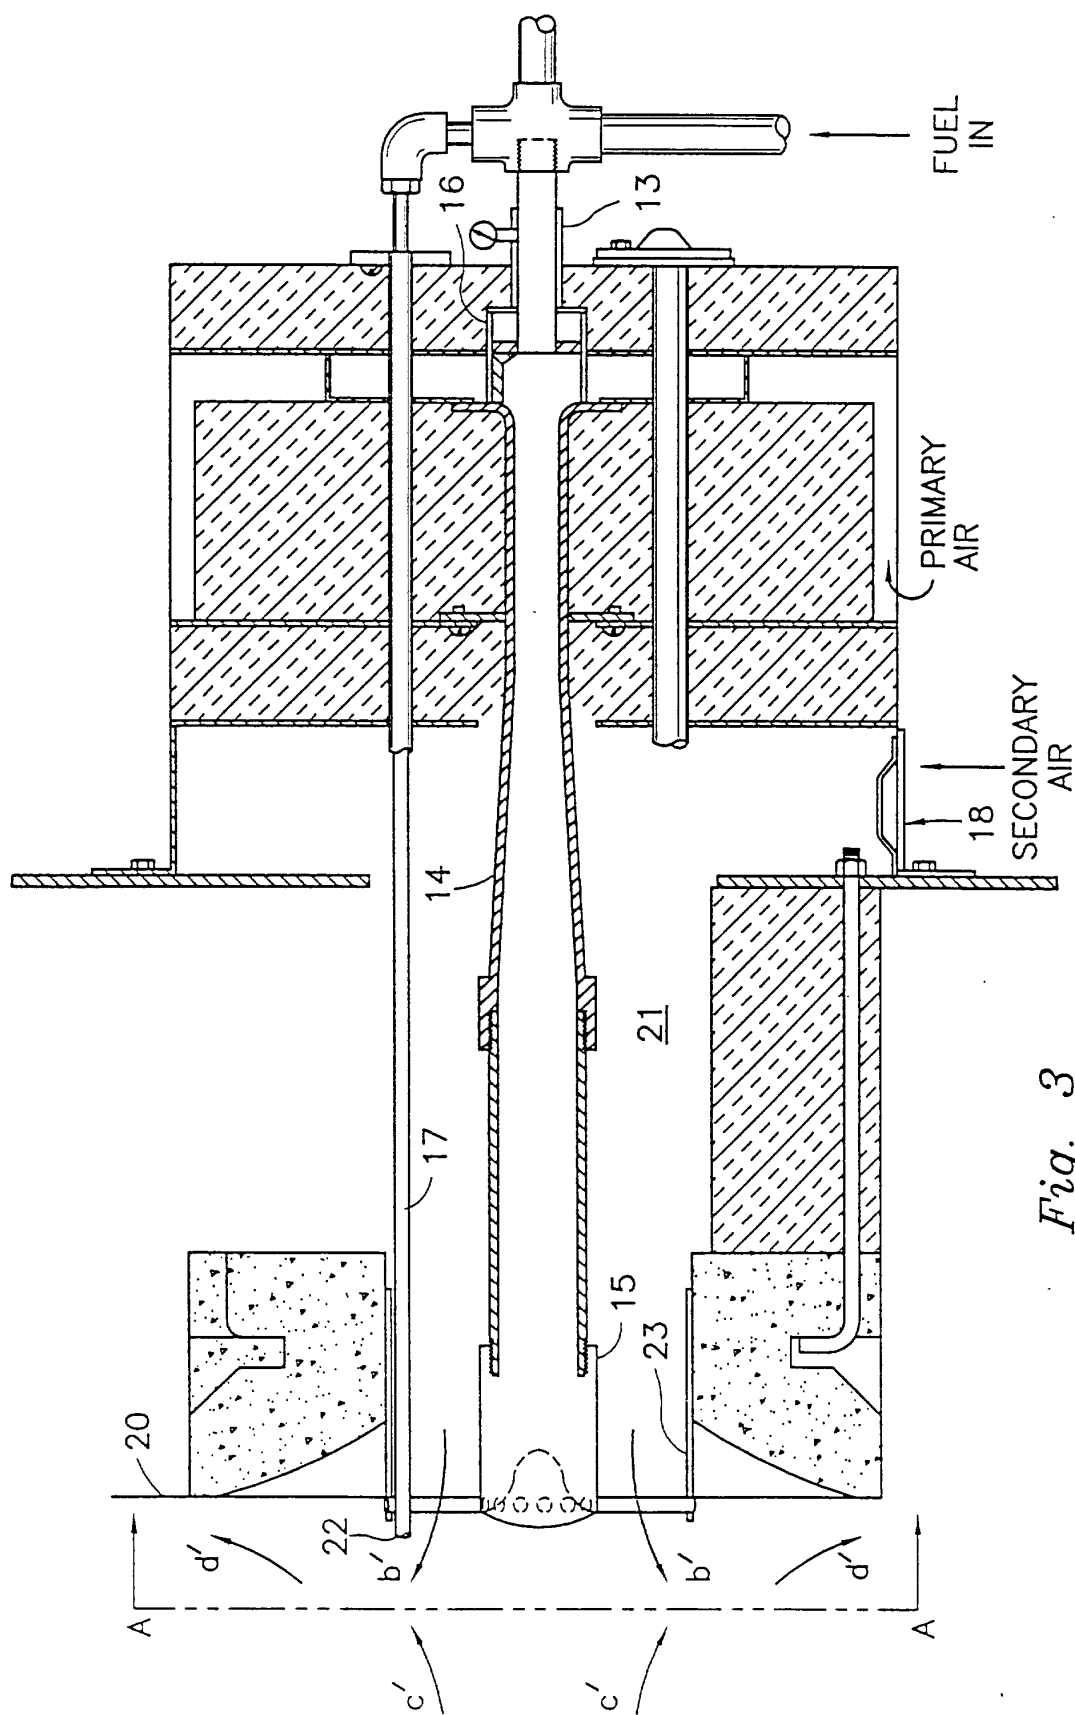 FUEL
IN
16
13
PRIMARY
AIR
SECONDARY
AIR
18
14
21
17
15
23
20
22
d'
b'
b'
d'
A
A
c'
c'
Fig. 3